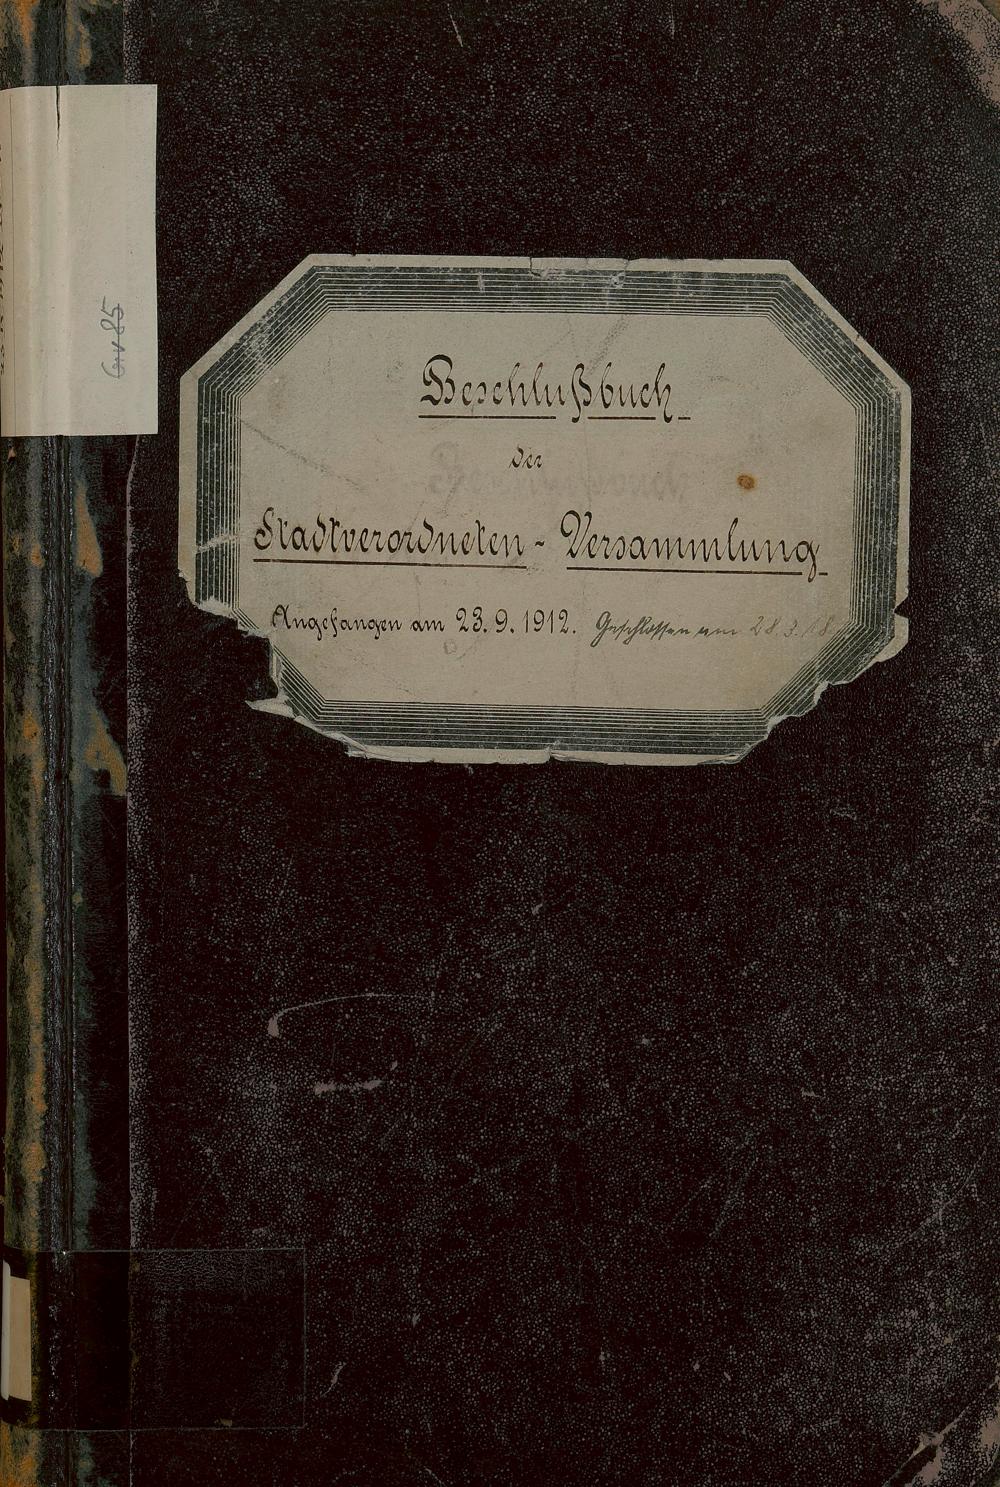 Beschlußbuch
der
Stadtverordneten-Versammlung
Angefangen am 23.9.1912. Geschlossen am 28.3.18